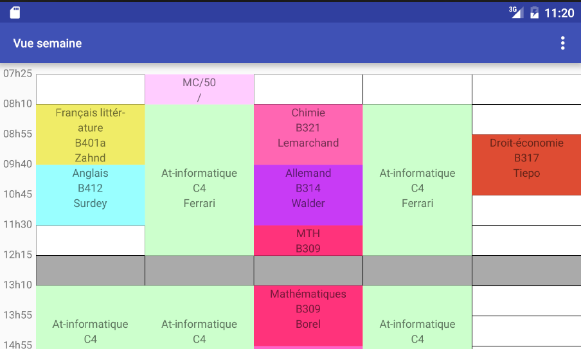 3G 11:20
Vue semaine
07h25
MC/50
/
08h10
Français littér-
ature
B401a
Zahnd
Chimie
B321
Lemarchand
08h55
Droit-économie
B317
Tiepo
09h40
Anglais
B412
Surdey
At-informatique
C4
Ferrari
Allemand
B314
Walder
At-informatique
C4
Ferrari
10h45
11h30
MTH
B309
12h15
13h10
Mathématiques
B309
Borel
13h55
At-informatique
C4
At-informatique
C4
At-informatique
C4
14h55